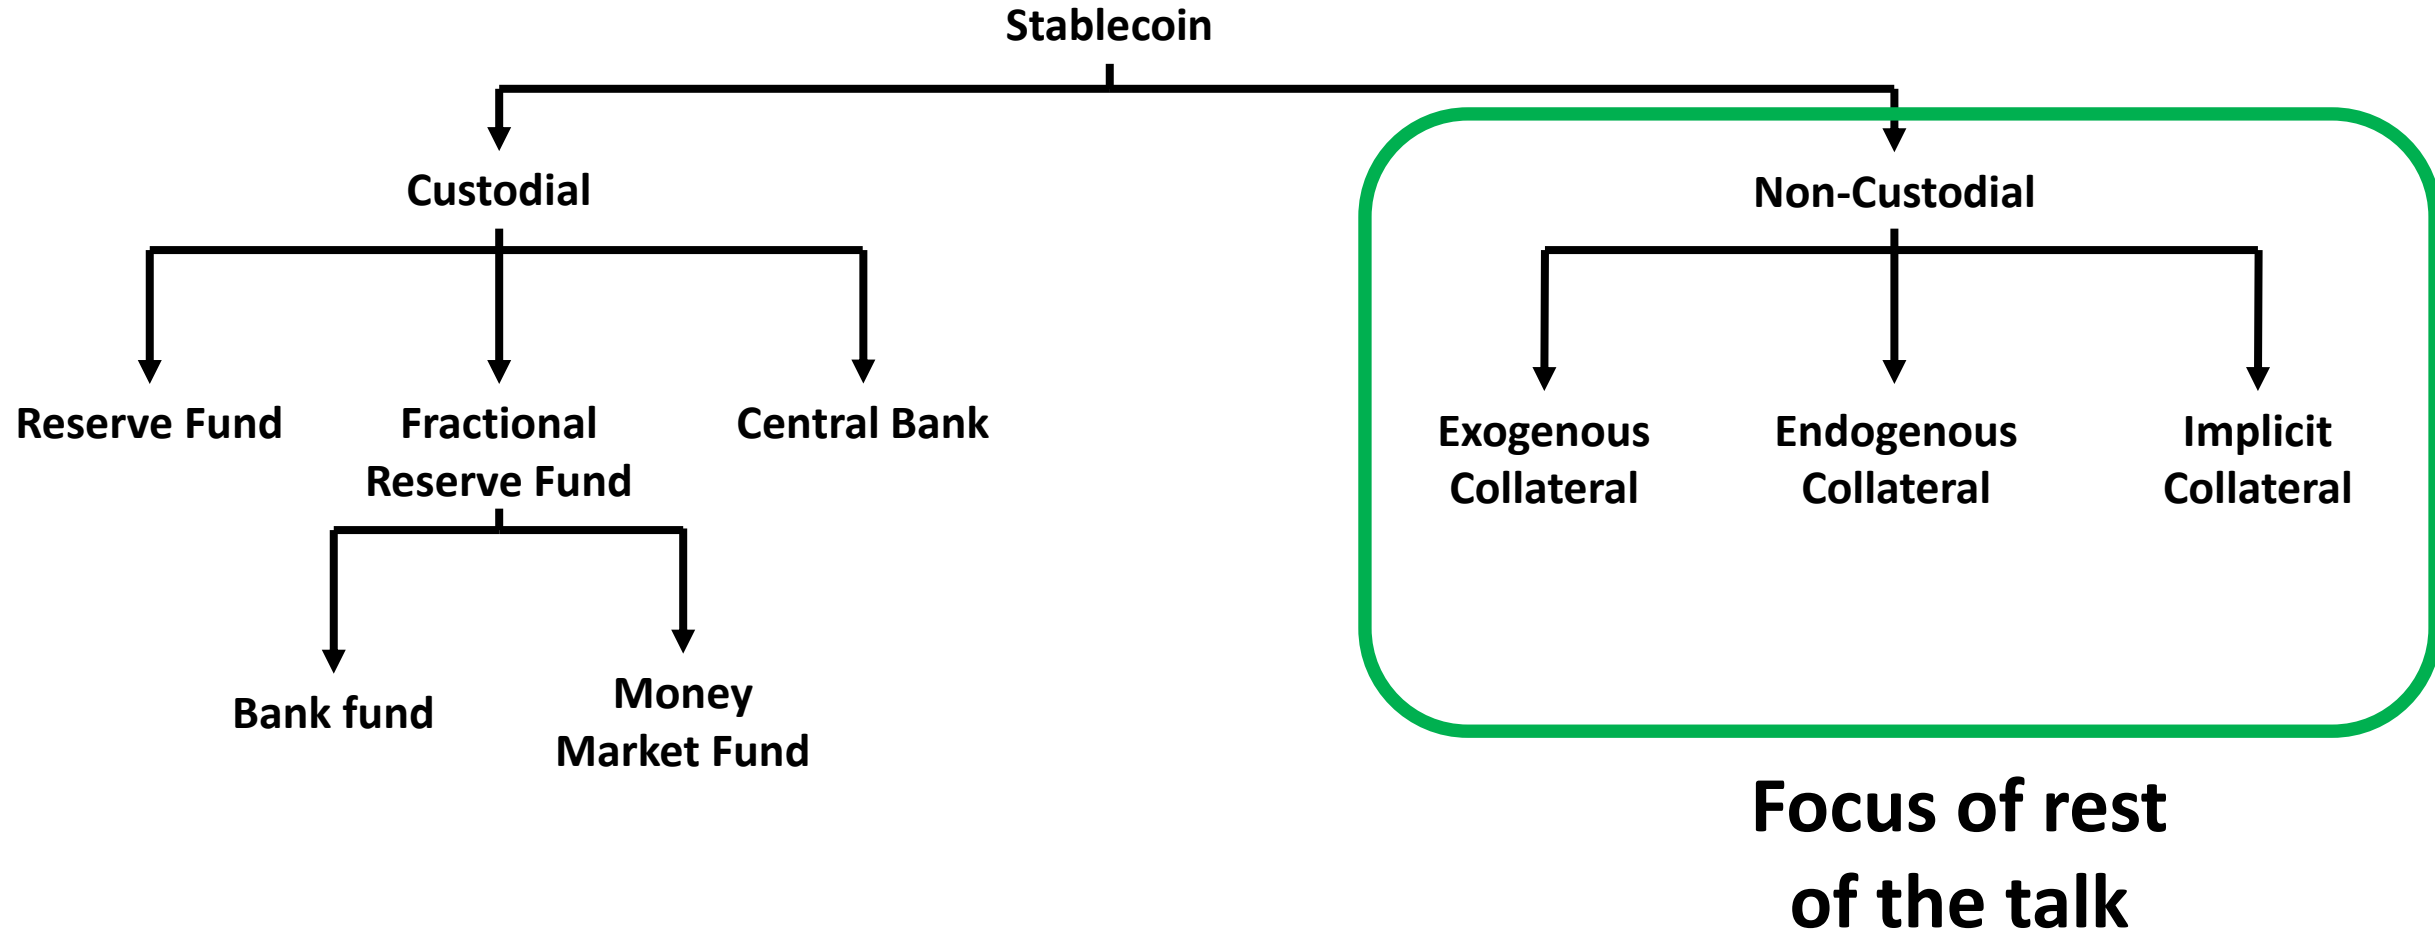 Stablecoin
Custodial
Non-Custodial
Reserve Fund
Fractional
Reserve Fund
Central Bank
Exogenous
Collateral
Endogenous
Collateral
Implicit
Collateral
Bank fund
Money
Market Fund
Focus of rest
of the talk